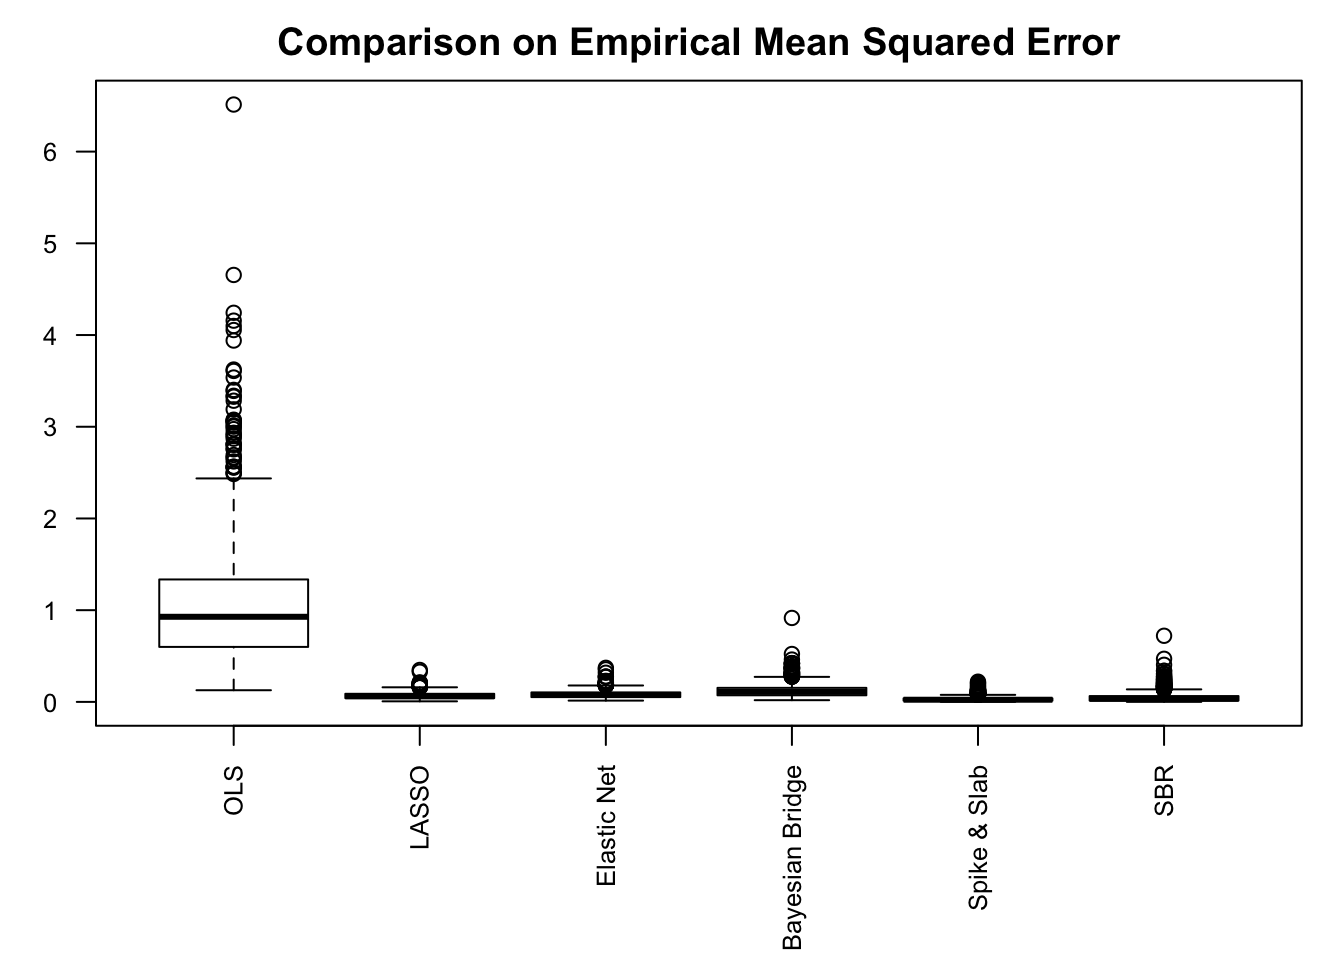 Comparison on Empirical Mean Squared Error
6
5
4
3
2
1
0
OLS
LASSO
Elastic Net
Bayesian Bridge
Spike & Slab
SBR